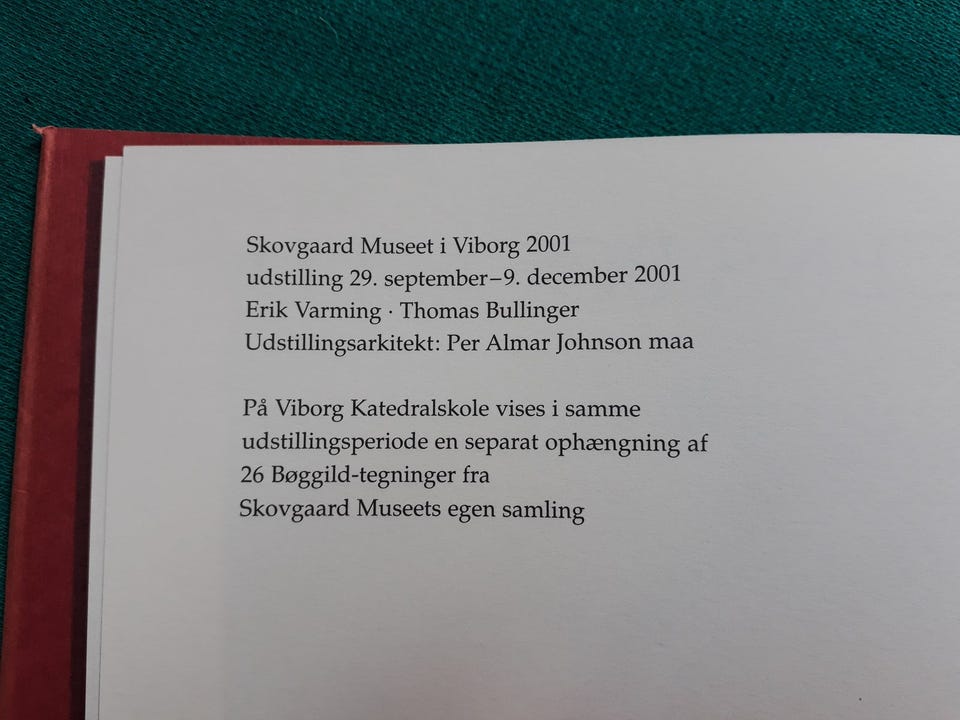 Skovgaard Museet i Viborg 2001
udstilling 29. september–9. december 2001
Erik Varming · Thomas Bullinger
Udstillingsarkitekt: Per Almar Johnson maa
På Viborg Katedralskole vises i samme
udstillingsperiode en separat ophængning af
26 Bøggild-tegninger fra
Skovgaard Museets egen samling